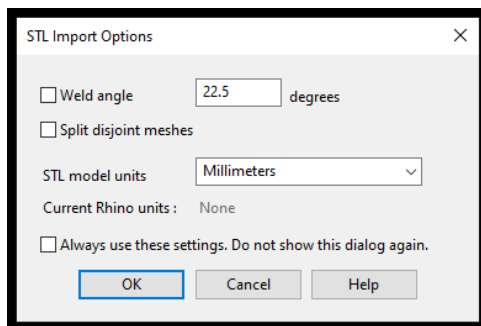 STL Import Options
Weld angle 22.5 degrees
Split disjoint meshes
STL model units Millimeters
Current Rhino units : None
Always use these settings. Do not show this dialog again.
OK Cancel Help